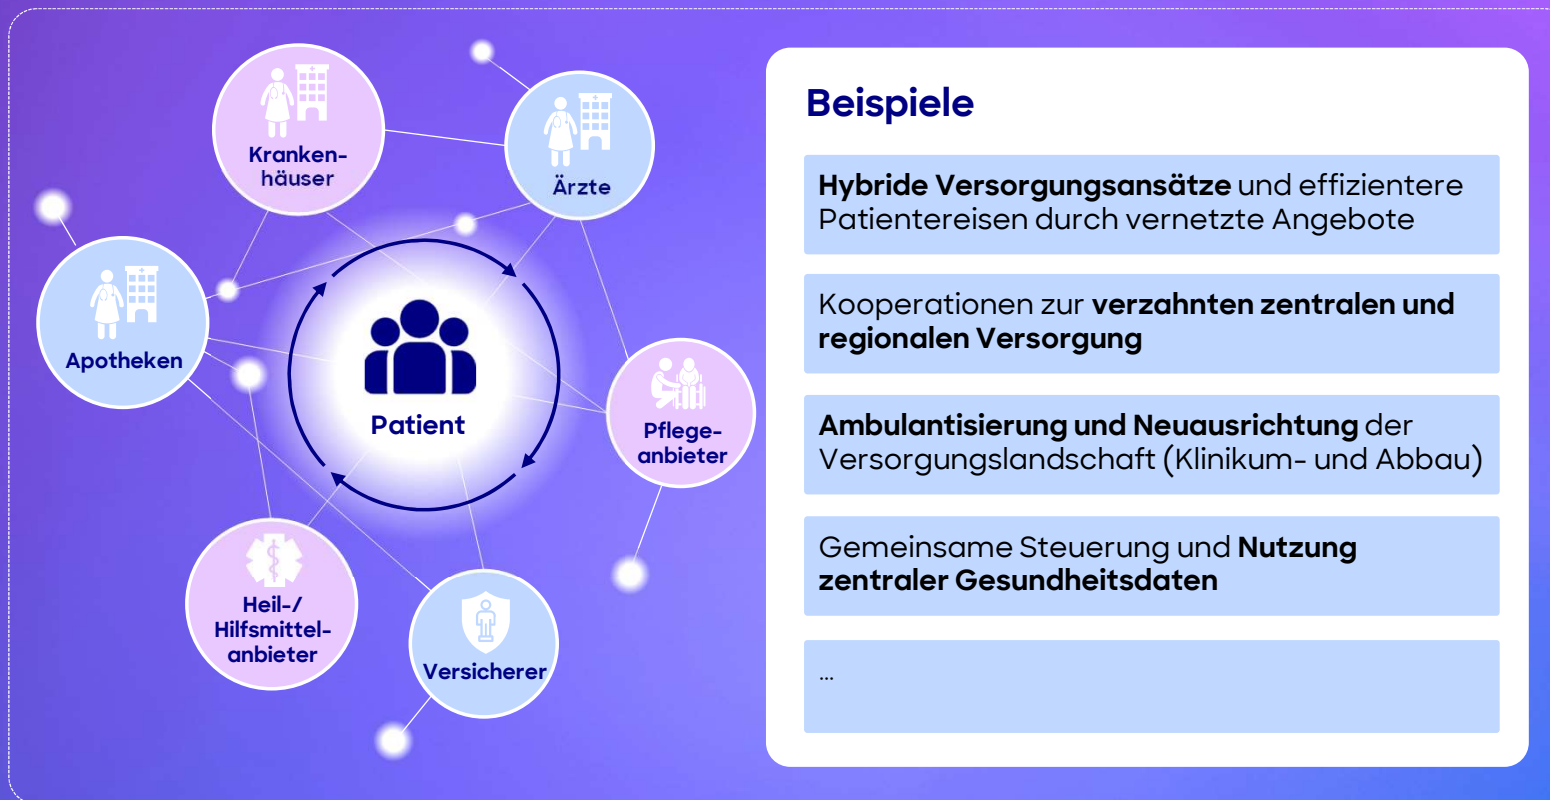 Kranken-
häuser
Ärzte
Apotheken
Patient
Pflege-
anbieter
Heil-/
Hilfsmittel-
anbieter
Versicherer
Beispiele
Hybride Versorgungsansätze und effizientere
Patientereisen durch vernetzte Angebote
Kooperationen zur verzahnten zentralen und
regionalen Versorgung
Ambulantisierung und Neuausrichtung der
Versorgungslandschaft (Klinikum- und Abbau)
Gemeinsame Steuerung und Nutzung
zentraler Gesundheitsdaten
...